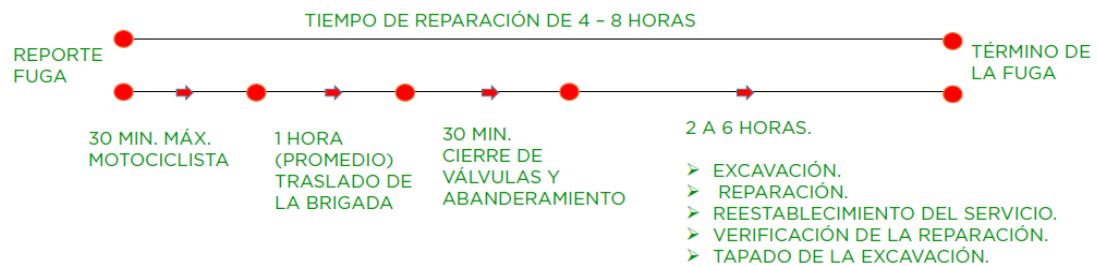 TIEMPO DE REPARACIÓN DE 4 – 8 HORAS
REPORTE
FUGA
TÉRMINO DE
LA FUGA
30 MIN. MÁX.
MOTOCICLISTA
1 HORA
(PROMEDIO)
TRASLADO DE
LA BRIGADA
30 MIN.
CIERRE DE
VÁLVULAS Y
ABANDERAMIENTO
2 A 6 HORAS.
➢ EXCAVACIÓN.
➢ REPARACIÓN.
➢ REESTABLECIMIENTO DEL SERVICIO.
➢ VERIFICACIÓN DE LA REPARACIÓN.
➢ TAPADO DE LA EXCAVACIÓN.